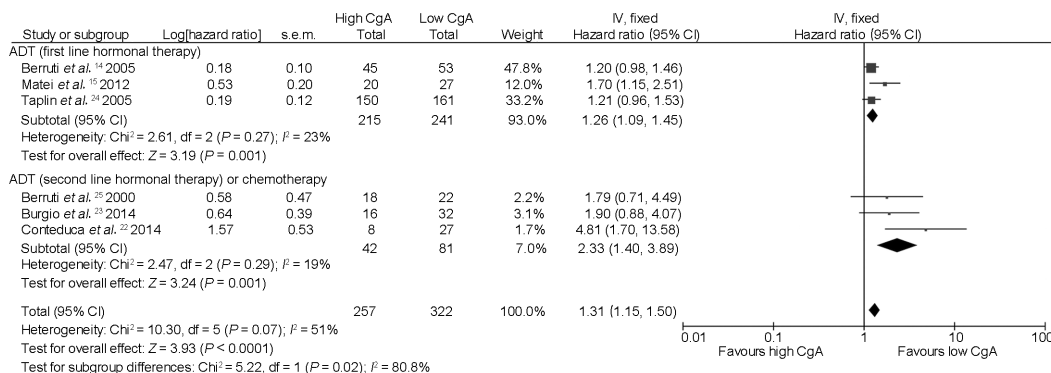 High CgA Low CgA IV, fixed IV, fixed
Study or subgroup Log[hazard ratio] s.e.m. Total Total Weight Hazard ratio (95% CI) Hazard ratio (95% CI)
ADT (first line hormonal therapy)
Berruti et al. 14 2005 0.18 0.10 45 53 47.8% 1.20 (0.98, 1.46)
Matei et al. 15 2012 0.53 0.20 20 27 12.0% 1.70 (1.15, 2.51)
Taplin et al. 24 2005 0.19 0.12 150 161 33.2% 1.21 (0.96, 1.53)
Subtotal (95% CI) 215 241 93.0% 1.26 (1.09, 1.45)
Heterogeneity: Chi² = 2.61, df = 2 (P = 0.27); I² = 23%
Test for overall effect: Z = 3.19 (P = 0.001)
ADT (second line hormonal therapy) or chemotherapy
Berruti et al. 25 2000 0.58 0.47 18 22 2.2% 1.79 (0.71, 4.49)
Burgio et al. 23 2014 0.64 0.39 16 32 3.1% 1.90 (0.88, 4.07)
Conteduca et al. 22 2014 1.57 0.53 8 27 1.7% 4.81 (1.70, 13.58)
Subtotal (95% CI) 42 81 7.0% 2.33 (1.40, 3.89)
Heterogeneity: Chi² = 2.47, df = 2 (P = 0.29); I² = 19%
Test for overall effect: Z = 3.24 (P = 0.001)
Total (95% CI) 257 322 100.0% 1.31 (1.15, 1.50)
Heterogeneity: Chi² = 10.30, df = 5 (P = 0.07); I² = 51%
Test for overall effect: Z = 3.93 (P < 0.0001)
Test for subgroup differences: Chi² = 5.22, df = 1 (P = 0.02); I² = 80.8%
0.01 0.1 1 10 100
Favours high CgA Favours low CgA